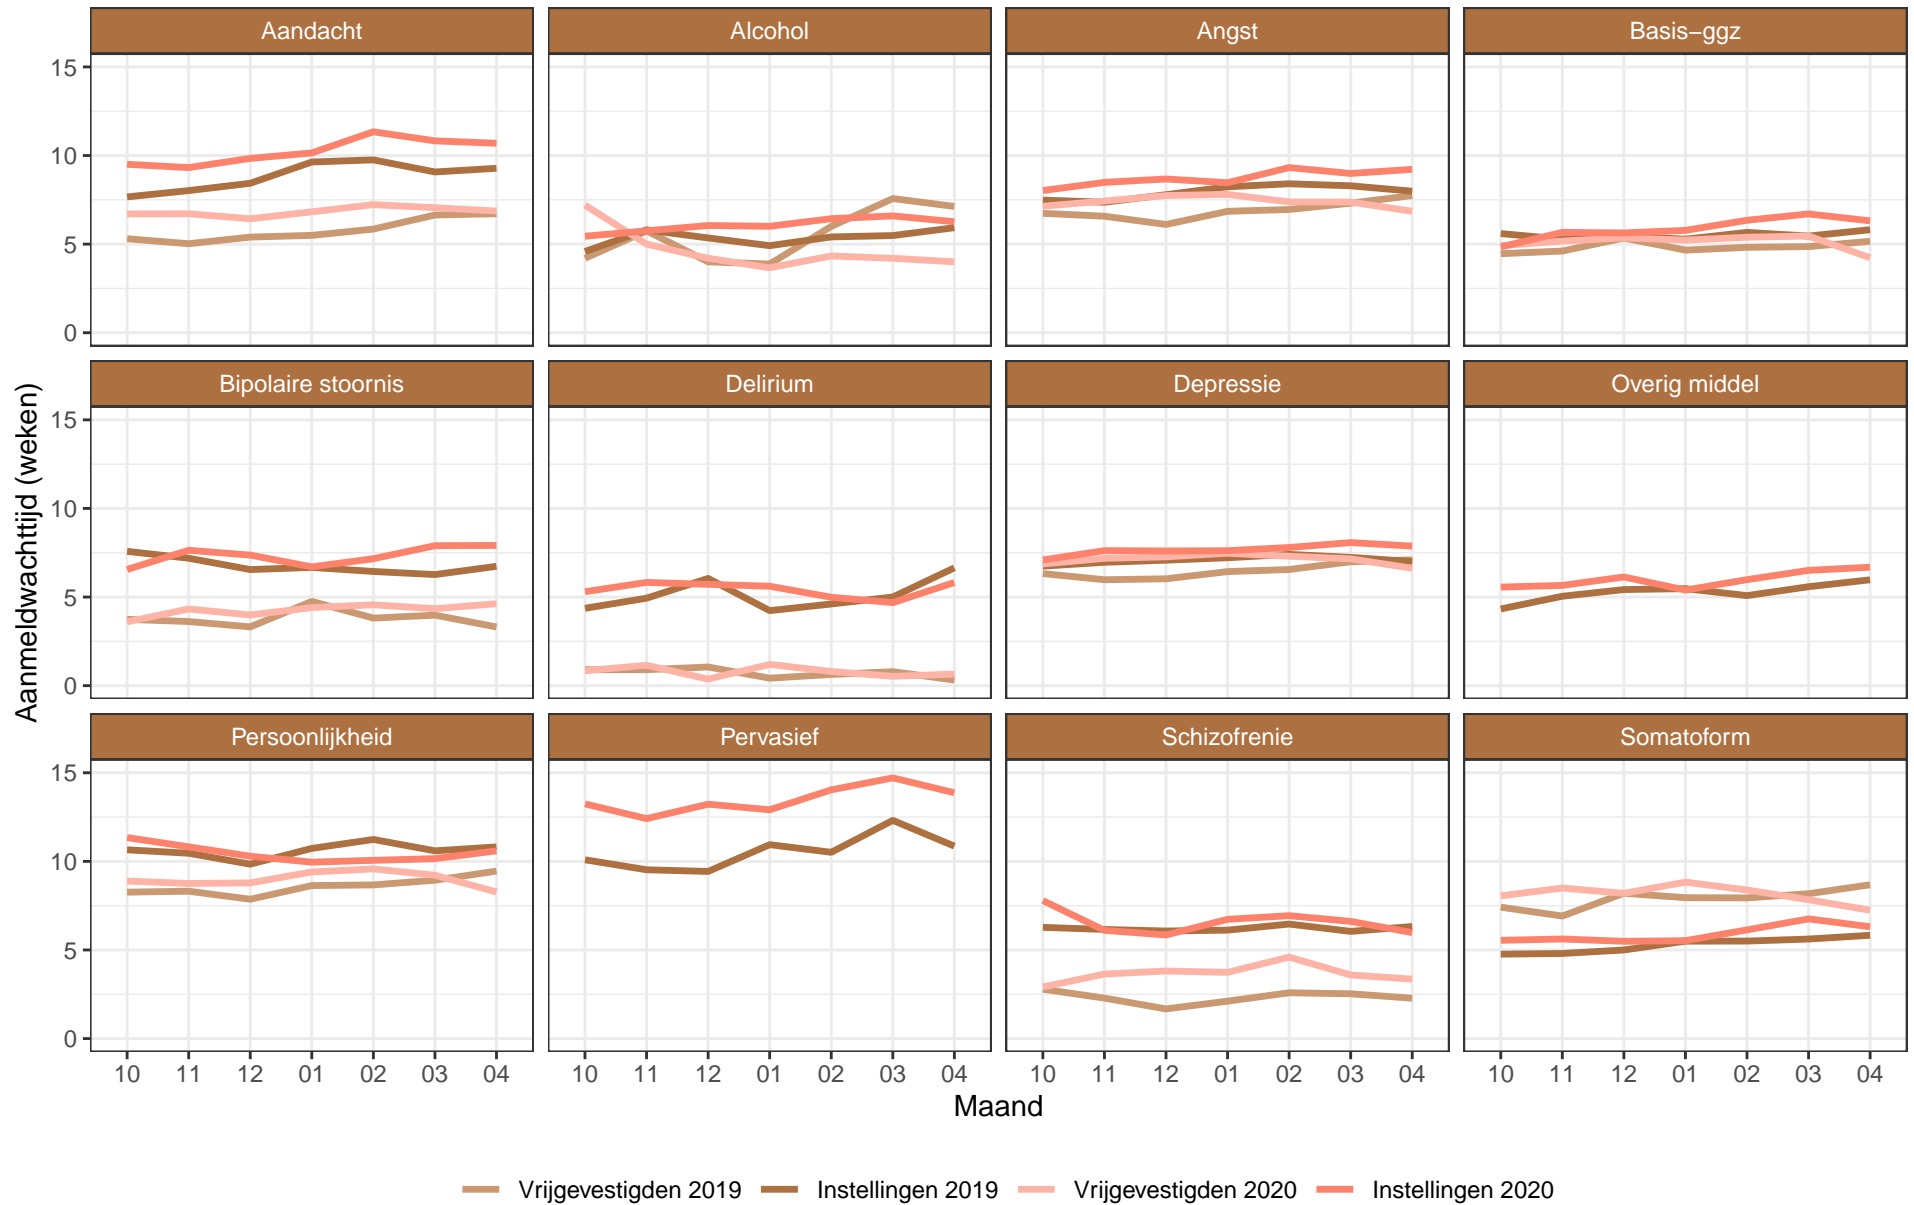 Aandacht Alcohol Angst Basis−ggz
15
10
5
0
Bipolaire stoornis Delirium Depressie Overig middel
15
10
5
0
Persoonlijkheid Pervasief Schizofrenie Somatoform
15
10
5
0
10 11 12 01 02 03 04 10 11 12 01 02 03 04 10 11 12 01 02 03 04 10 11 12 01 02 03 04
Maand
Aanmeldwachttijd (weken)
Vrijgevestigden 2019 Instellingen 2019 Vrijgevestigden 2020 Instellingen 2020